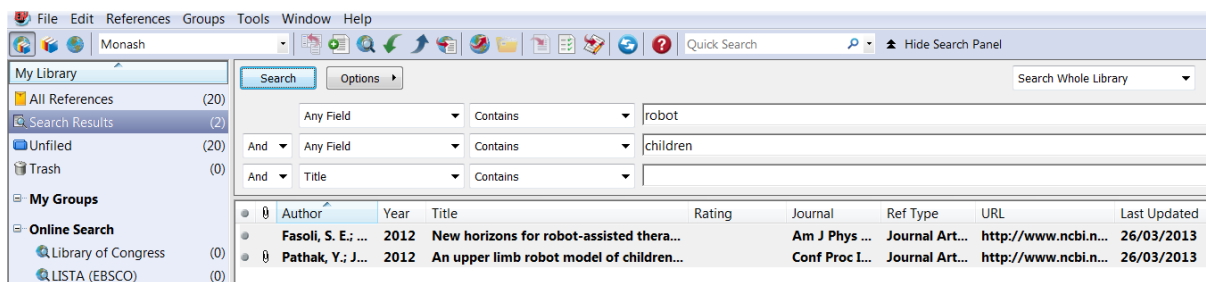 File Edit References Groups Tools Window Help
Monash Quick Search Hide Search Panel
My Library
All References (20)
Search Results (2)
Unfiled (20)
Trash (0)
My Groups
Online Search
Library of Congress (0)
LISTA (EBSCO) (0)
Search Options Search Whole Library
Any Field Contains robot
And Any Field Contains children
And Title Contains
Author Year Title Rating Journal Ref Type URL Last Updated
Fasoli, S. E.; ... 2012 New horizons for robot-assisted thera... Am J Phys ... Journal Art... http://www.ncbi.n... 26/03/2013
Pathak, Y.; J... 2012 An upper limb robot model of children... Conf Proc I... Journal Art... http://www.ncbi.n... 26/03/2013